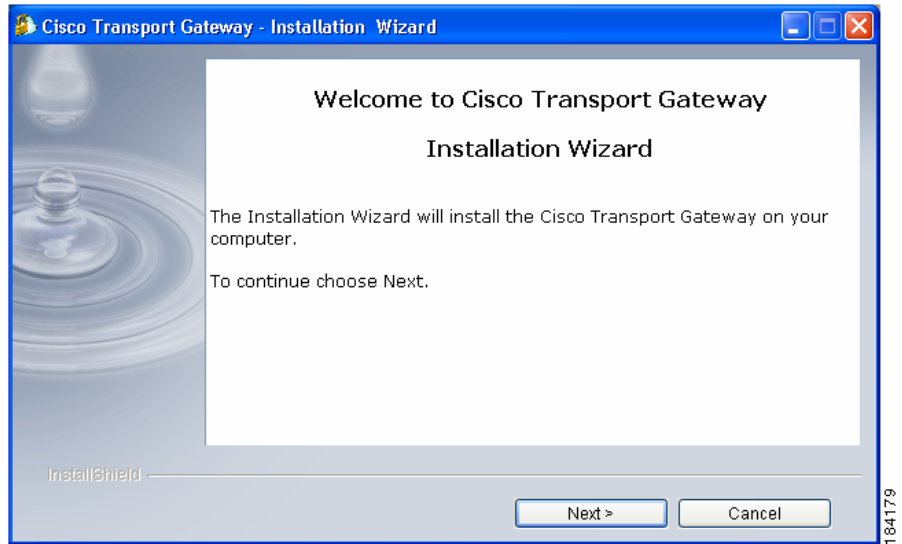 Cisco Transport Gateway - Installation Wizard
Welcome to Cisco Transport Gateway
Installation Wizard
The Installation Wizard will install the Cisco Transport Gateway on your
computer.
To continue choose Next.
InstallShield
Next >
Cancel
184179